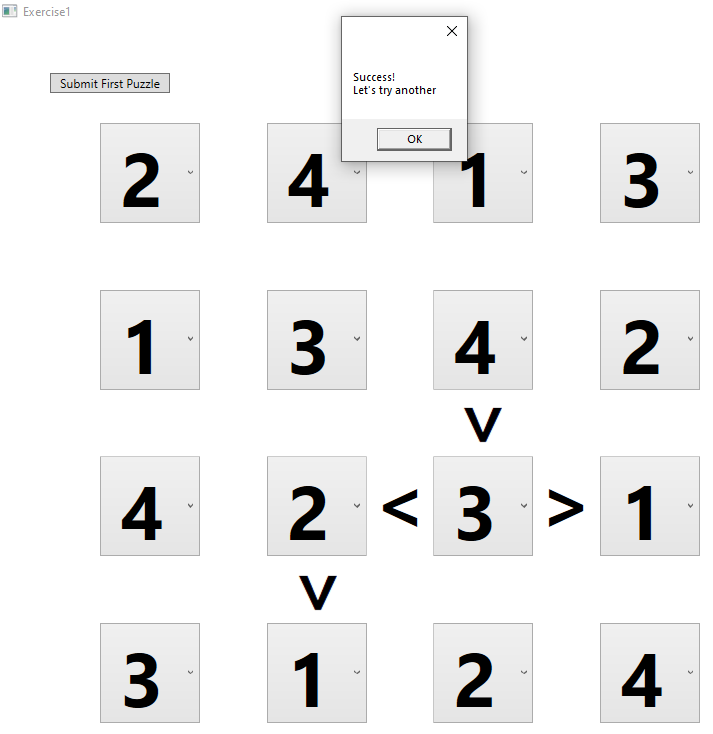 Exercise1
Submit First Puzzle
Success!
Let's try another
OK
2 4 1 3
1 3 4 2
V
4 2 < 3 > 1
V
3 1 2 4